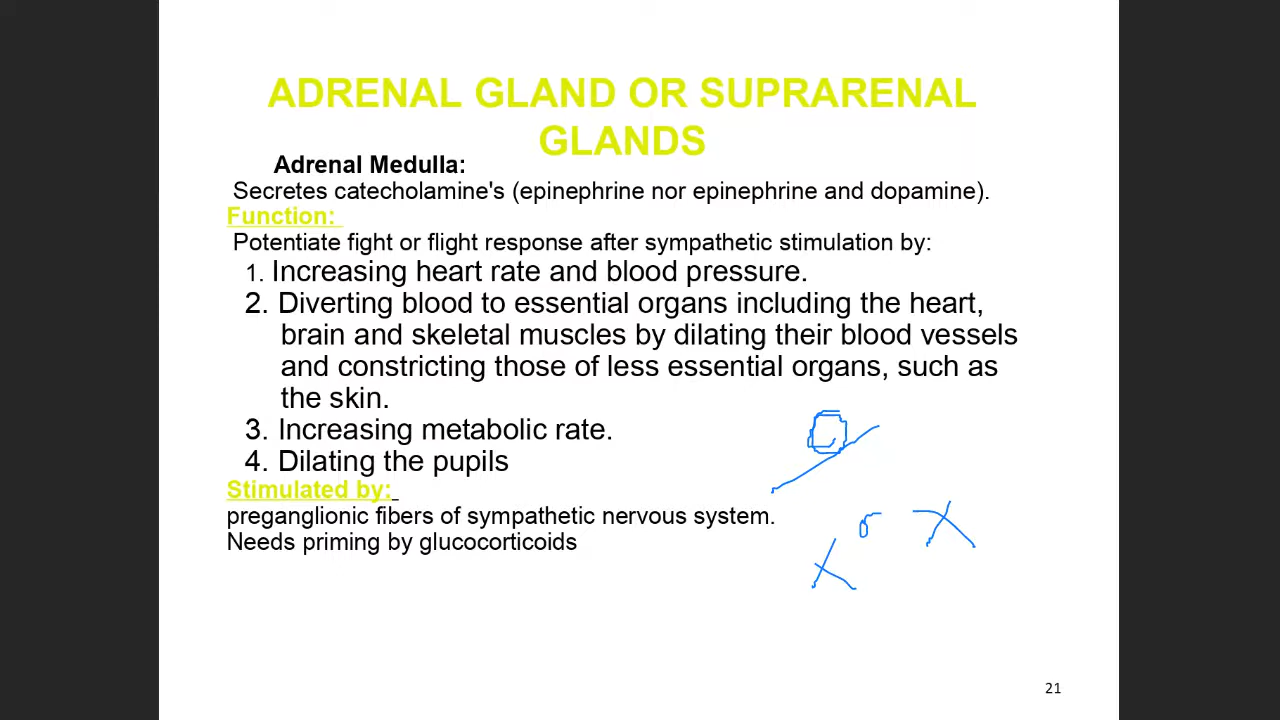 ADRENAL GLAND OR SUPRARENAL
GLANDS
Adrenal Medulla:
Secretes catecholamine's (epinephrine nor epinephrine and dopamine).
Function:
Potentiate fight or flight response after sympathetic stimulation by:
1. Increasing heart rate and blood pressure.
2. Diverting blood to essential organs including the heart,
brain and skeletal muscles by dilating their blood vessels
and constricting those of less essential organs, such as
the skin.
3. Increasing metabolic rate.
4. Dilating the pupils
Stimulated by:
preganglionic fibers of sympathetic nervous system.
Needs priming by glucocorticoids
21